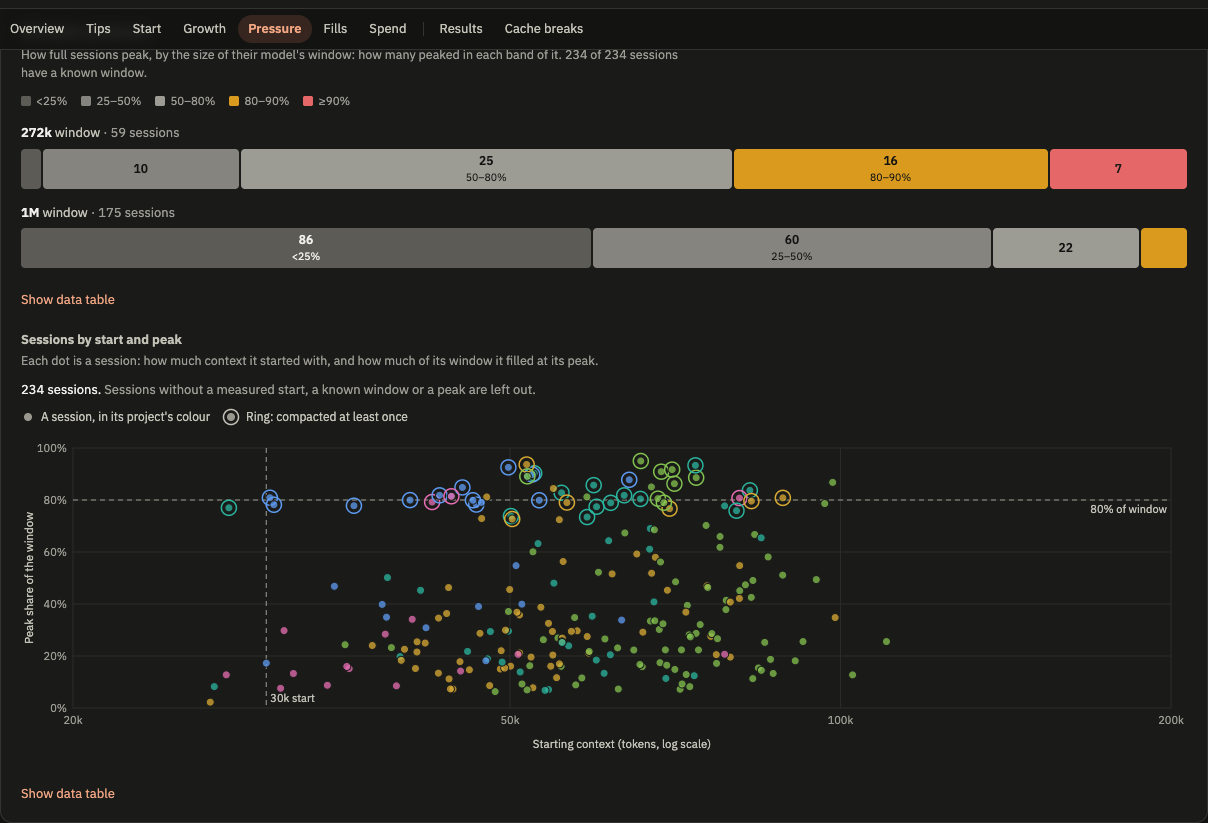 Overview Tips Start Growth Pressure Fills Spend Results Cache breaks
How full sessions peak, by the size of their model's window: how many peaked in each band of it. 234 of 234 sessions
have a known window.
<25% 25–50% 50–80% 80–90% ≥90%
272k window · 59 sessions
10 25 16 7
50–80% 80–90%
1M window · 175 sessions
86 60 22
<25% 25–50%
Show data table
Sessions by start and peak
Each dot is a session: how much context it started with, and how much of its window it filled at its peak.
234 sessions. Sessions without a measured start, a known window or a peak are left out.
A session, in its project's colour Ring: compacted at least once
100%
80%
80% of window
60%
40%
20%
0%
Peak share of the window
30k start
20k 50k 100k 200k
Starting context (tokens, log scale)
Show data table